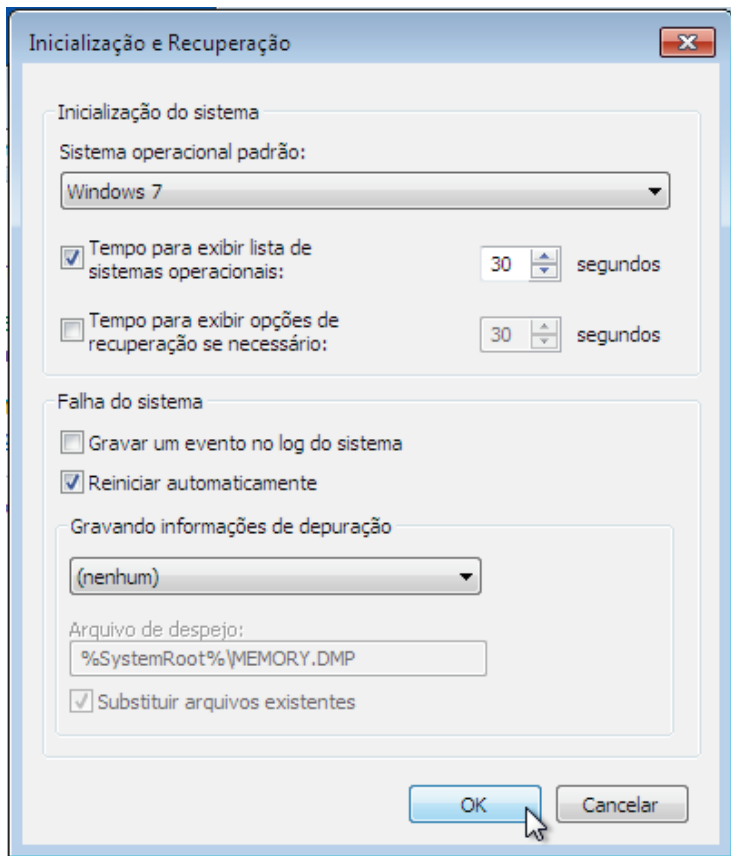 Inicialização e Recuperação
Inicialização do sistema
Sistema operacional padrão:
Windows 7
Tempo para exibir lista de
sistemas operacionais:
30 segundos
Tempo para exibir opções de
recuperação se necessário:
30 segundos
Falha do sistema
Gravar um evento no log do sistema
Reiniciar automaticamente
Gravando informações de depuração
(nenhum)
Arquivo de despejo:
%SystemRoot%\MEMORY.DMP
Substituir arquivos existentes
OK Cancelar